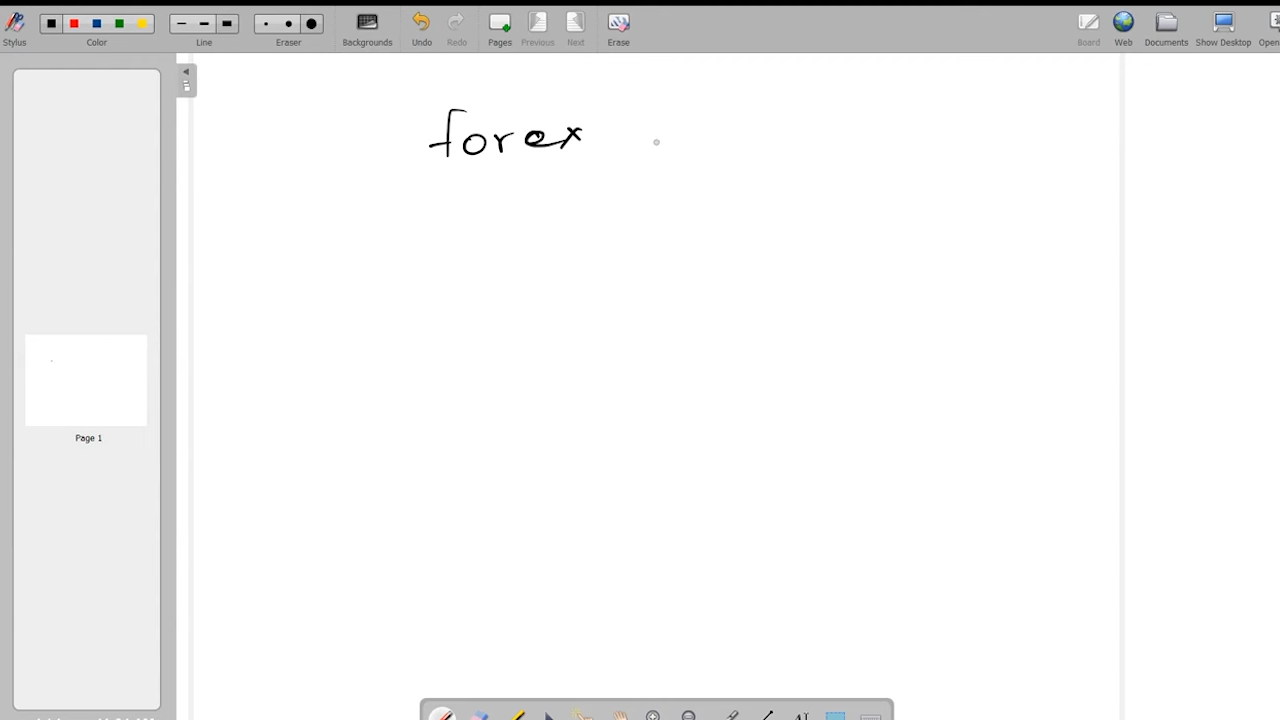 Stylus
Color
Line
Eraser
Backgrounds
Undo
Redo
Pages
Previous
Next
Erase
Board
Web
Documents
Show Desktop
Open
forex
Page 1